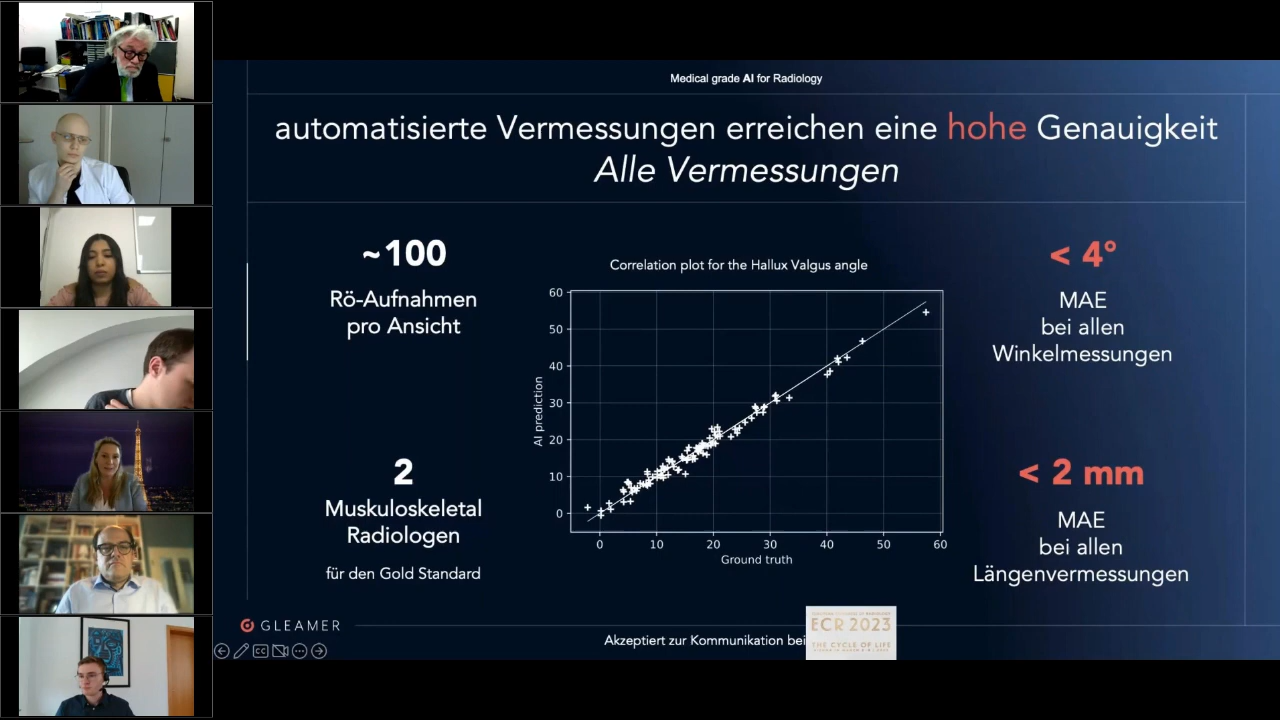 Medical grade AI for Radiology
automatisierte Vermessungen erreichen eine hohe Genauigkeit
Alle Vermessungen
~100
Rö-Aufnahmen
pro Ansicht
2
Muskuloskeletal
Radiologen
für den Gold Standard
Correlation plot for the Hallux Valgus angle
AI prediction
60
50
40
30
20
10
0
0 10 20 30 40 50 60
Ground truth
< 4°
MAE
bei allen
Winkelmessungen
< 2 mm
MAE
bei allen
Längenvermessungen
GLEAMER
CC
Akzeptiert zur Kommunikation bei
ECR 2023
THE CYCLE OF LIFE